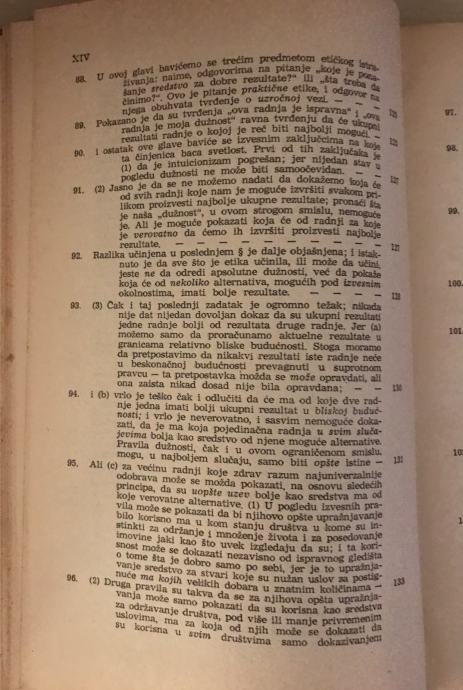 XIV
88. U ovoj glavi bavićemo se trećim predmetom etičkog istra-
živanja: naime, odgovorima na pitanje „koje je pona-
šanje sredstvo za dobre rezultate?“ ili „šta treba da
činimo?“. Ovo je pitanje praktične etike, i odgovor na
njega obuhvata tvrđenje o uzročnoj vezi. — — —
89. Pokazano je da su tvrđenja „ova radnja je ispravna“ i „ova
radnja je moja dužnost“ ravna tvrđenju da će ukupni
rezultati radnje o kojoj je reč biti najbolji mogući. —
90. i ostatak ove glave baviće se izvesnim zaključcima na koje
ta činjenica baca svetlost. Prvi od tih zaključaka je
(1) da je intuicionizam pogrešan; jer nijedan stav u
pogledu dužnosti ne može biti samoočevidan. —
91. (2) Jasno je da se ne možemo nadati da dokažemo koja će
od svih radnji koje nam je moguće izvršiti svakom pri-
likom proizvesti najbolje ukupne rezultate; pronaći šta
je naša „dužnost“, u ovom strogom smislu, nemoguće
je. Ali je moguće pokazati koja će od radnji za koje
je verovatno da ćemo ih izvršiti proizvesti najbolje
rezultate. — — — — — — — — — 127
92. Razlika učinjena u poslednjem § je dalje objašnjena; i istak-
nuto je da sve što je etika učinila, ili može da učini,
jeste ne da odredi apsolutne dužnosti, već da pokaže
koja će od nekoliko alternativa, mogućih pod izvesnim
okolnostima, imati bolje rezultate. — — — — 128
93. (3) Čak i taj poslednji zadatak je ogromno težak; i nikada
nije dat nijedan dovoljan dokaz da su ukupni rezultati
jedne radnje bolji od rezultata druge radnje. Jer (a)
možemo samo da proračunamo aktuelne rezultate u
granicama relativno bliske budućnosti. Stoga moramo
da pretpostavimo da nikakvi rezultati iste radnje neće
u beskonačnoj budućnosti prevagnuti u suprotnom
pravcu — ta pretpostavka možda se može opravdati, ali
ona zaista nikad dosad nije bila opravdana; — — 130
94. i (b) vrlo je teško čak i odlučiti da će ma od koje dve rad-
nje jedna imati bolji ukupni rezultat u bliskoj buduć-
nosti; i vrlo je neverovatno, i sasvim nemoguće doka-
zati, da je ma koja pojedinačna radnja u svim sluča-
jevima bolja kao sredstvo od njene moguće alternative.
Pravila dužnosti, čak i u ovom ograničenom smislu,
mogu, u najboljem slučaju, samo biti opšte istine — 131
95. Ali (c) za većinu radnji koje zdrav razum najuniverzalnije
odobrava može se možda pokazati, na osnovu sledećih
principa, da su uopšte uzev bolje kao sredstva ma od
koje verovatne alternative. (1) U pogledu izvesnih pra-
vila može se pokazati da bi njihovo opšte upražnjavanje
bilo korisno ma u kom stanju društva u kome su in-
stinkti za održanje i množenje života i za posedovanje
imovine jaki kao što uvek izgledaju da su; i ta kori-
snost može se dokazati nezavisno od ispravnog gledišta
o tome šta je dobro samo po sebi, jer je to upražnja-
vanje sredstvo za stvari koje su nužan uslov za postig-
nuće ma kojih velikih dobara u znatnim količinama — 133
96. (2) Druga pravila su takva da se za njihova opšta upražnja-
vanja može samo pokazati da su korisna kao sredstva
za održavanje društva, pod više ili manje privremenim
uslovima, ma za koja od njih može se dokazati da
su korisna u svim društvima samo dokazivanjem
97.
98.
99.
100.
101.